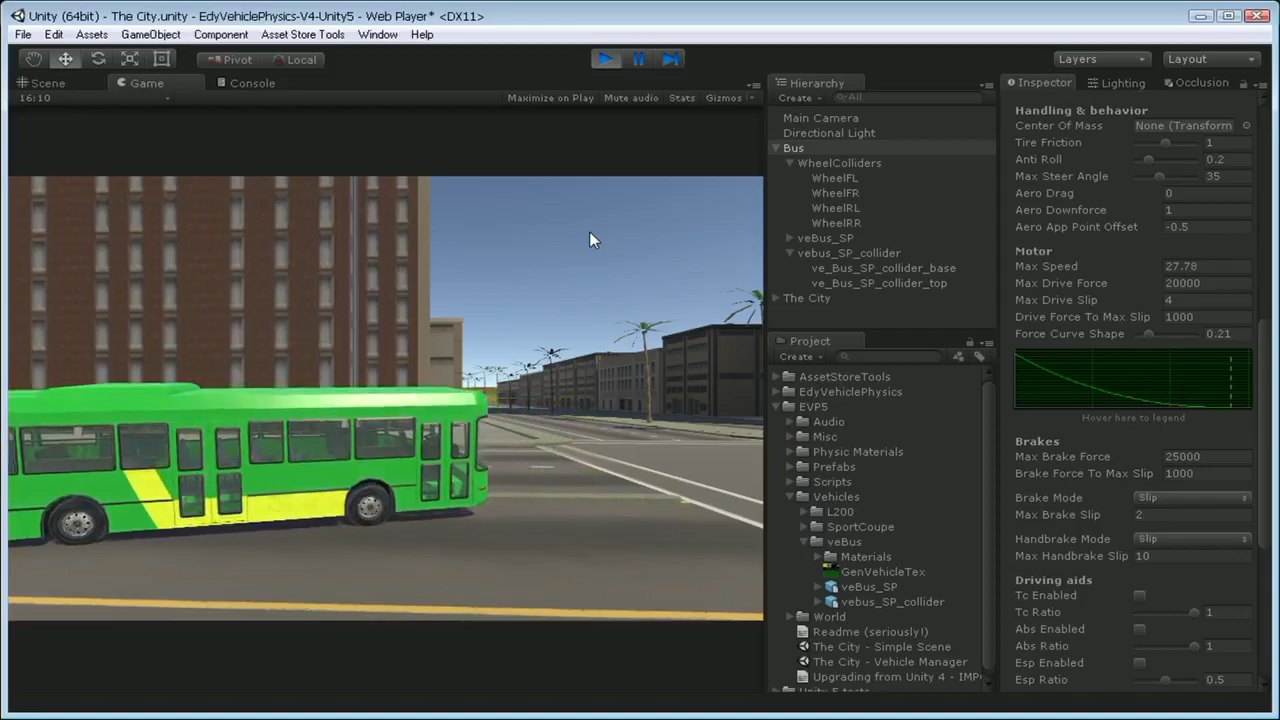 Unity (64bit) - The City.unity - EdyVehiclePhysics-V4-Unity5 - Web Player* <DX11>
File Edit Assets GameObject Component Asset Store Tools Window Help
Pivot Local Layers Layout
Scene Game Console
16:10 Maximize on Play Mute audio Stats Gizmos
Hierarchy
Create All
Main Camera
Directional Light
Bus
WheelColliders
WheelFL
WheelFR
WheelRL
WheelRR
veBus_SP
vebus_SP_collider
ve_Bus_SP_collider_base
ve_Bus_SP_collider_top
The City
Project
Create
AssetStoreTools
EdyVehiclePhysics
EVP5
Audio
Misc
Physic Materials
Prefabs
Scripts
Vehicles
L200
SportCoupe
veBus
Materials
GenVehicleTex
veBus_SP
vebus_SP_collider
World
Readme (seriously!)
The City - Simple Scene
The City - Vehicle Manager
Upgrading from Unity 4 - IMP
Unity 5 tests
Inspector Lighting Occlusion
Handling & behavior
Center Of Mass None (Transform
Tire Friction 1
Anti Roll 0.2
Max Steer Angle 35
Aero Drag 0
Aero Downforce 1
Aero App Point Offset -0.5
Motor
Max Speed 27.78
Max Drive Force 20000
Max Drive Slip 4
Drive Force To Max Slip 1000
Force Curve Shape 0.21
Hover here to legend
Brakes
Max Brake Force 25000
Brake Force To Max Slip 1000
Brake Mode Slip
Max Brake Slip 2
Handbrake Mode Slip
Max Handbrake Slip 10
Driving aids
Tc Enabled
Tc Ratio 1
Abs Enabled
Abs Ratio 1
Esp Enabled
Esp Ratio 0.5